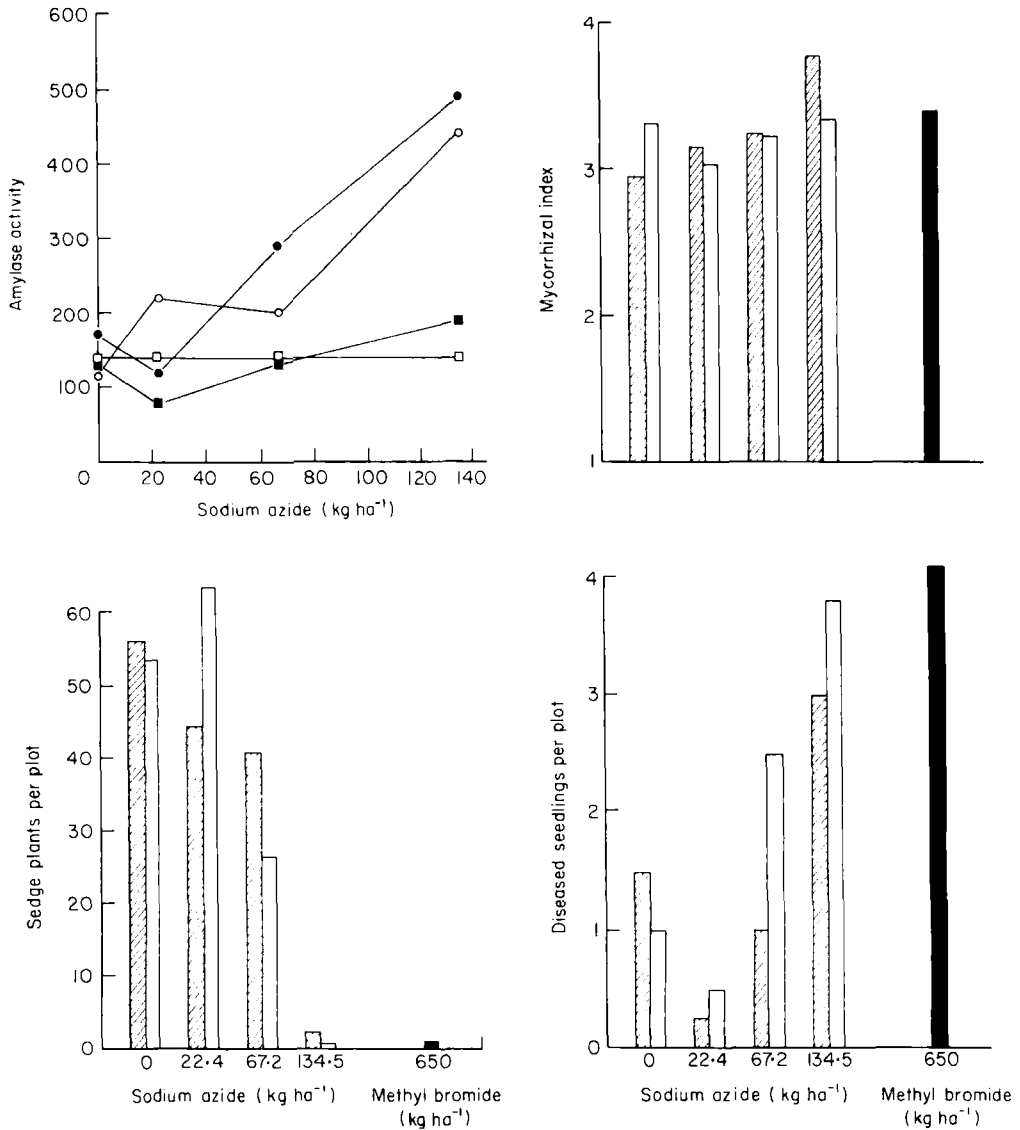 600
500
400
300
200
100
0 20 40 60 80 100 120 140
Amylase activity
Sodium azide (kg ha⁻¹)
4
3
2
1
Mycorrhizal index
60
50
40
30
20
10
0
Sedge plants per plot
0 22·4 67·2 134·5 650
Sodium azide (kg ha⁻¹) Methyl bromide
(kg ha⁻¹)
4
3
2
1
0
Diseased seedlings per plot
0 22·4 67·2 134·5 650
Sodium azide (kg ha⁻¹) Methyl bromide
(kg ha⁻¹)